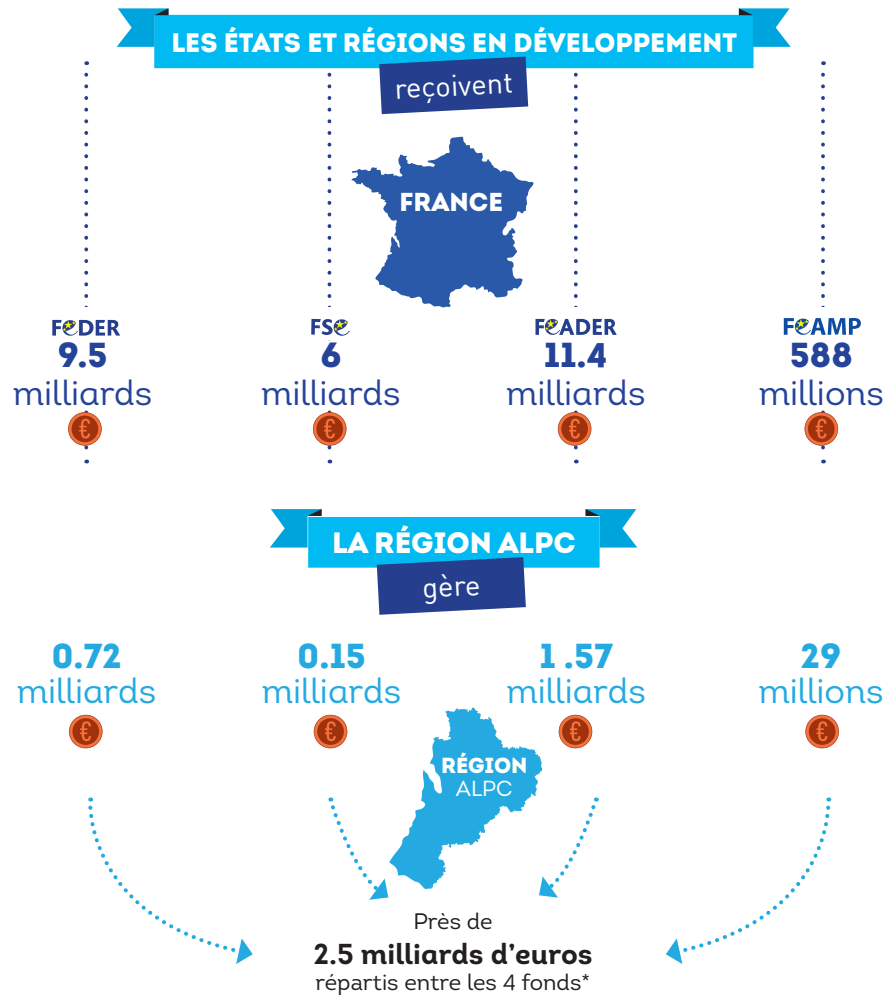 LES ÉTATS ET RÉGIONS EN DÉVELOPPEMENT
reçoivent
FRANCE
FEDER
9.5
milliards
€
FSE
6
milliards
€
FEADER
11.4
milliards
€
FEAMP
588
millions
€
LA RÉGION ALPC
gère
0.72
milliards
€
0.15
milliards
€
1.57
milliards
€
29
millions
€
RÉGION
ALPC
Près de
2.5 milliards d'euros
répartis entre les 4 fonds*